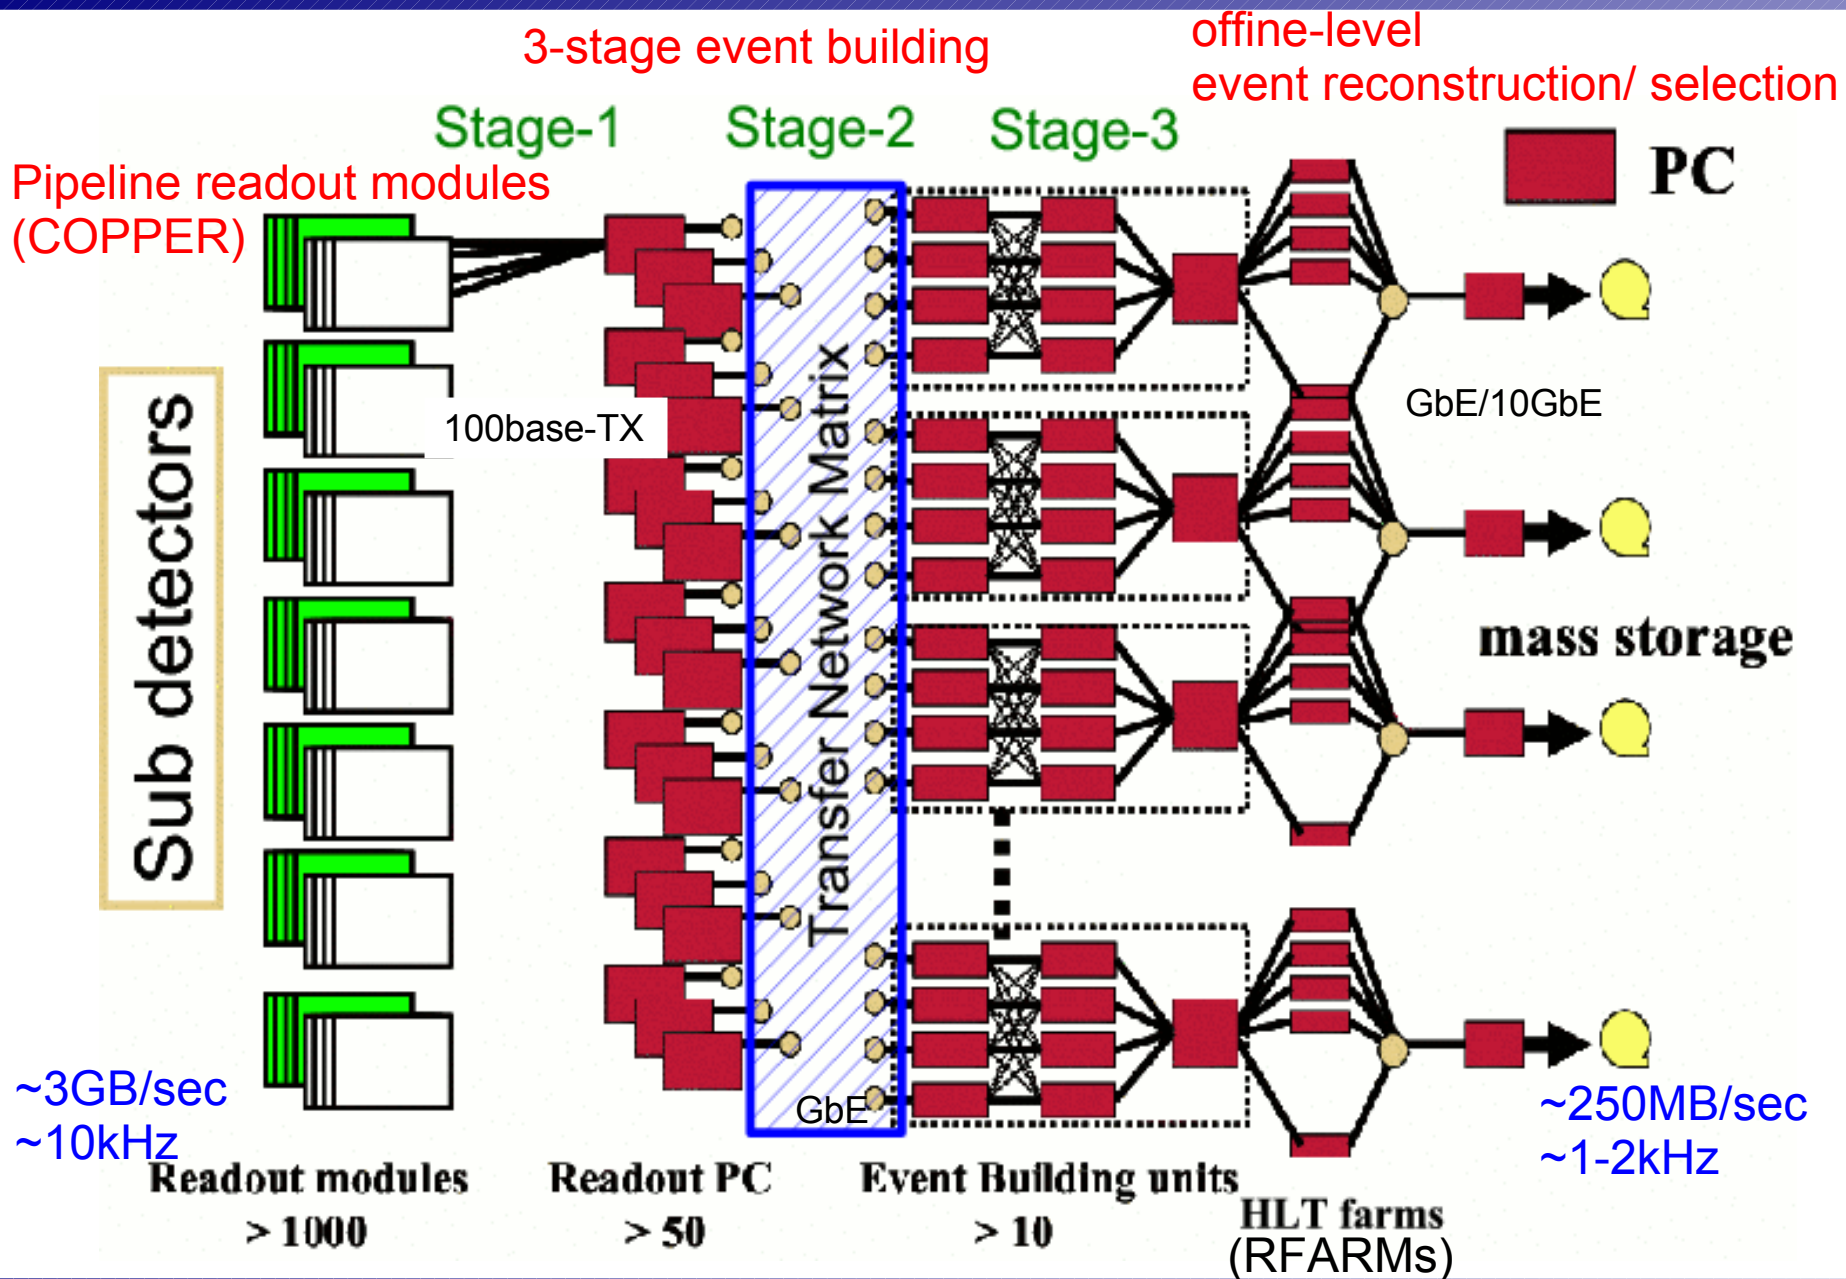 3-stage event building
offine-level
event reconstruction/ selection
Stage-1
Stage-2
Stage-3
PC
Pipeline readout modules
(COPPER)
Sub detectors
100base-TX
Transfer Network Matrix
GbE/10GbE
mass storage
GbE
~3GB/sec
~10kHz
~250MB/sec
~1-2kHz
Readout modules
> 1000
Readout PC
> 50
Event Building units
> 10
HLT farms
(RFARMs)